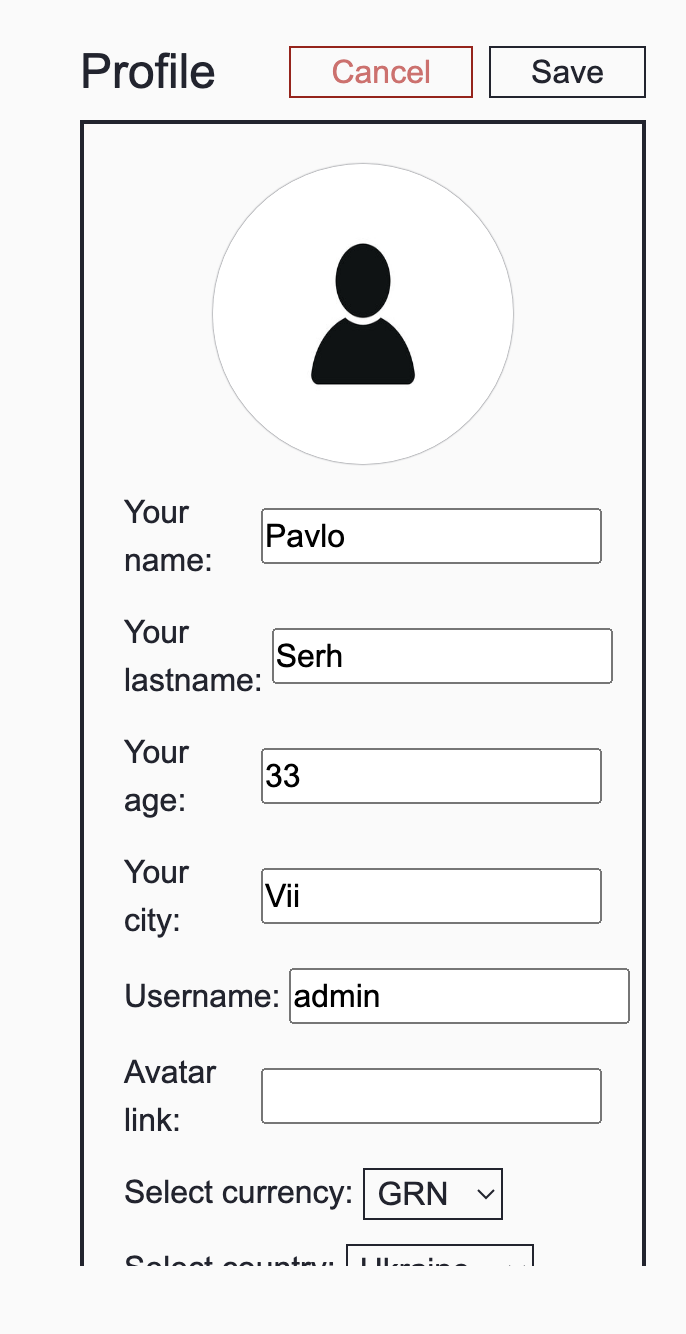 Profile
Cancel
Save
Your name:
Pavlo
Your lastname:
Serh
Your age:
33
Your city:
Vii
Username:
admin
Avatar link:
Select currency:
GRN
Select country:
Ukraine